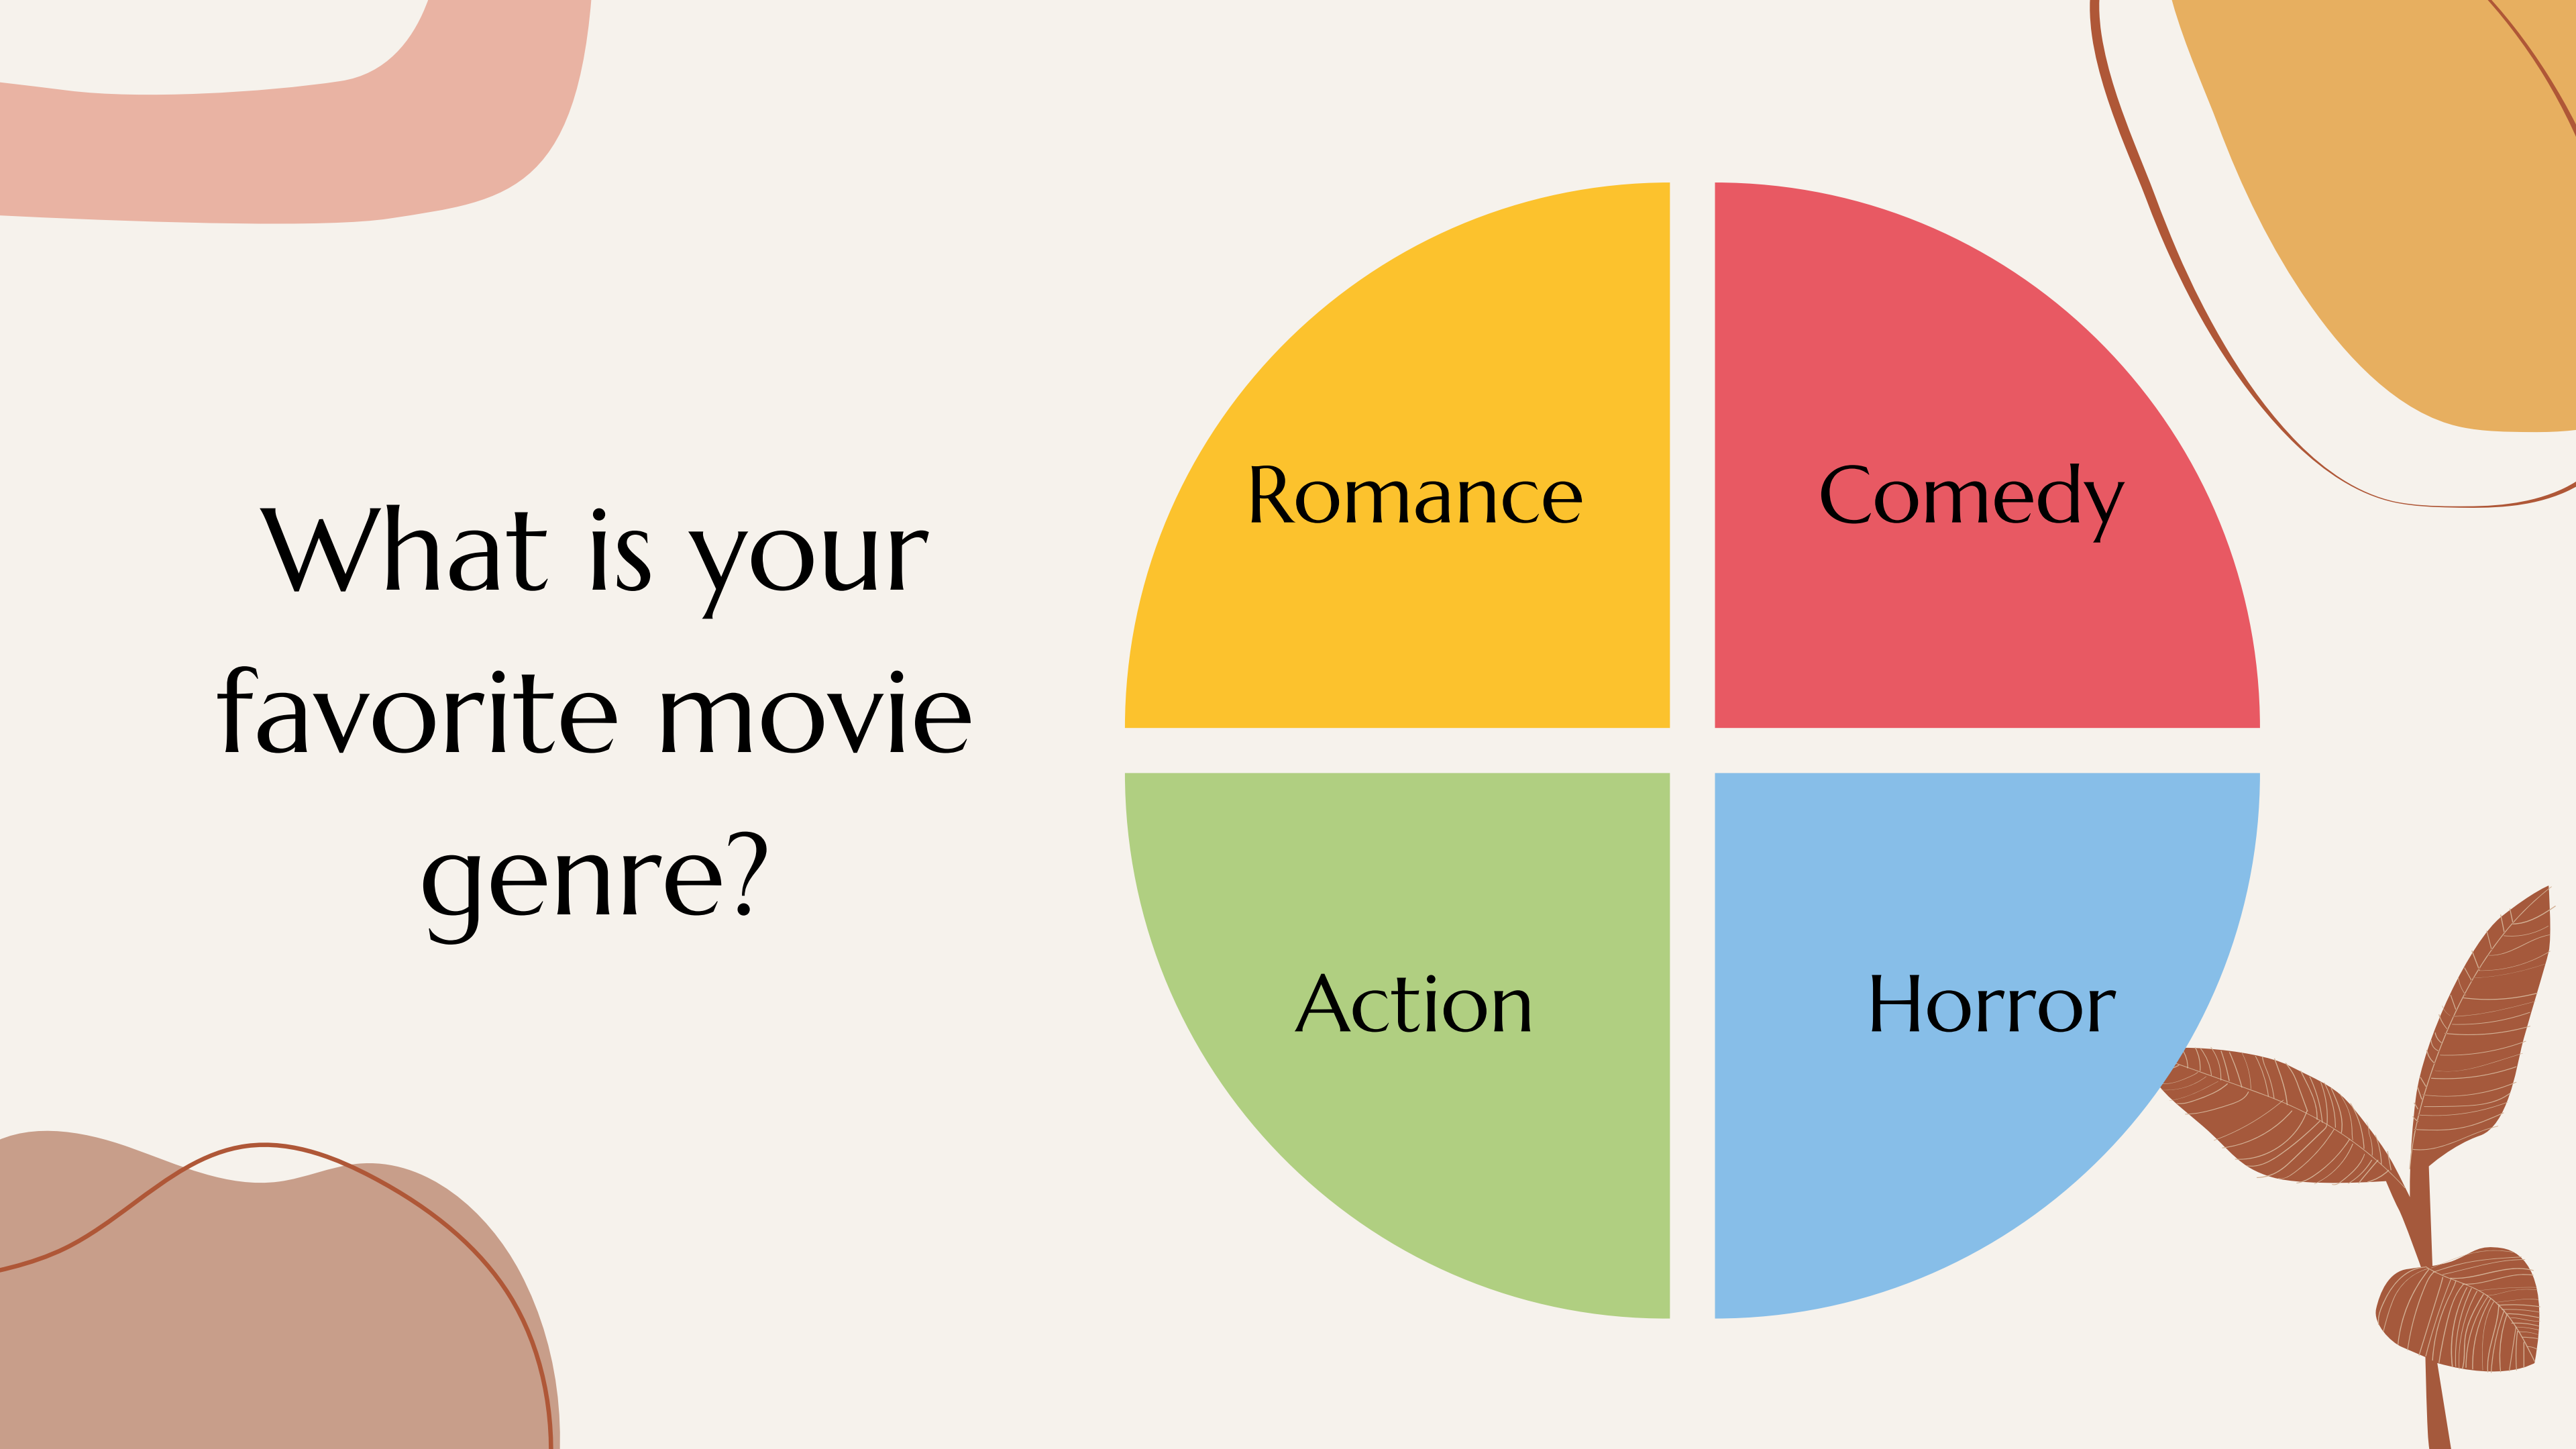 What is your
favorite movie
genre?
Romance
Comedy
Action
Horror